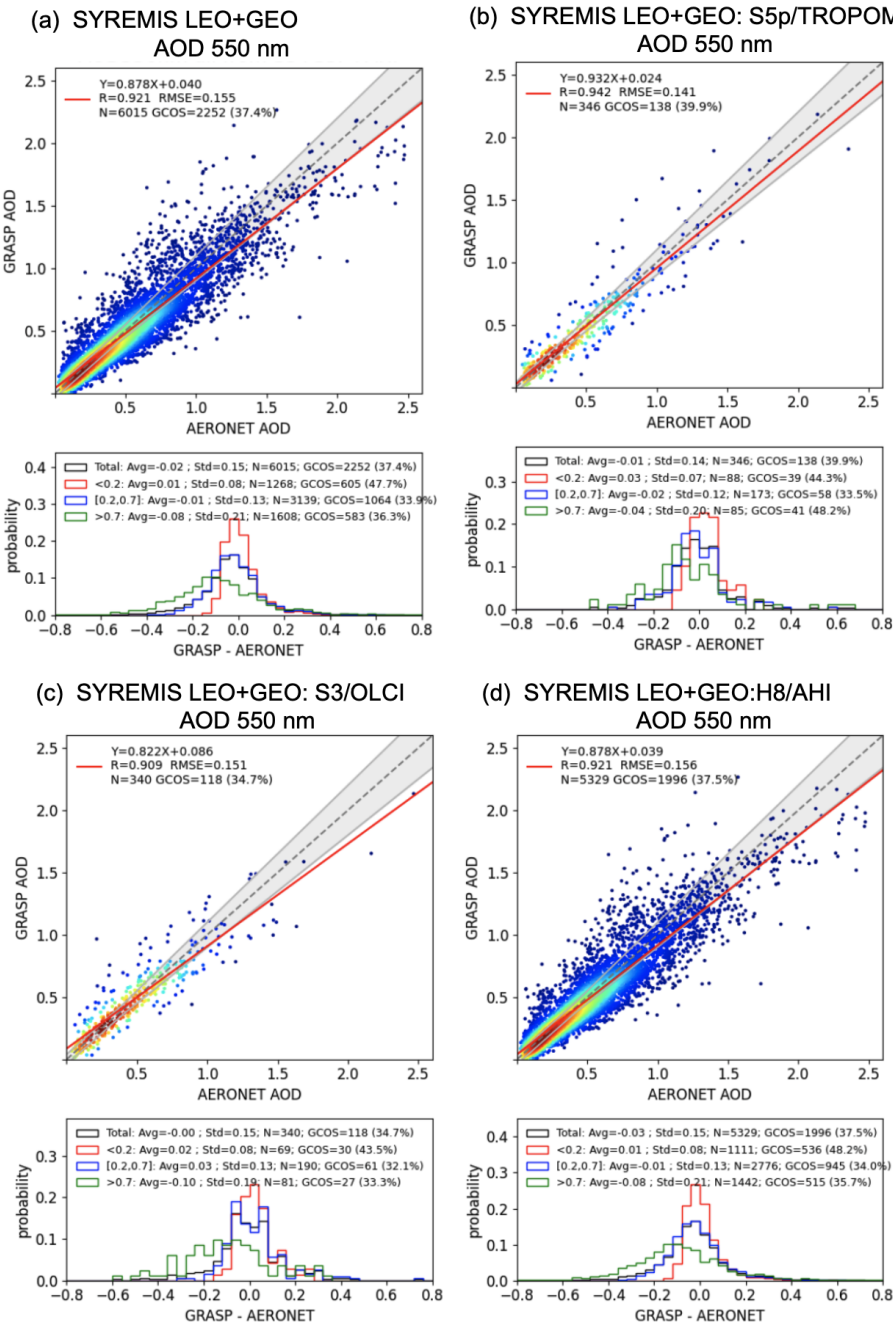 (a) SYREMIS LEO+GEO
AOD 550 nm
Y=0.878X+0.040
R=0.921 RMSE=0.155
N=6015 GCOS=2252 (37.4%)
2.5
2.0
1.5
1.0
0.5
GRASP AOD
0.5 1.0 1.5 2.0 2.5
AERONET AOD
Total: Avg=-0.02 ; Std=0.15; N=6015; GCOS=2252 (37.4%)
<0.2: Avg=0.01 ; Std=0.08; N=1268; GCOS=605 (47.7%)
[0.2,0.7]: Avg=-0.01 ; Std=0.13; N=3139; GCOS=1064 (33.9%)
>0.7: Avg=-0.08 ; Std=0.21; N=1608; GCOS=583 (36.3%)
0.4
0.3
0.2
0.1
0.0
probability
−0.8 −0.6 −0.4 −0.2 0.0 0.2 0.4 0.6 0.8
GRASP - AERONET
(b) SYREMIS LEO+GEO: S5p/TROPOM
AOD 550 nm
Y=0.932X+0.024
R=0.942 RMSE=0.141
N=346 GCOS=138 (39.9%)
2.5
2.0
1.5
1.0
0.5
GRASP AOD
0.5 1.0 1.5 2.0 2.5
AERONET AOD
Total: Avg=-0.01 ; Std=0.14; N=346; GCOS=138 (39.9%)
<0.2: Avg=0.03 ; Std=0.07; N=88; GCOS=39 (44.3%)
[0.2,0.7]: Avg=-0.02 ; Std=0.12; N=173; GCOS=58 (33.5%)
>0.7: Avg=-0.04 ; Std=0.20; N=85; GCOS=41 (48.2%)
0.3
0.2
0.1
0.0
probability
−0.8 −0.6 −0.4 −0.2 0.0 0.2 0.4 0.6 0.8
GRASP - AERONET
(c) SYREMIS LEO+GEO: S3/OLCI
AOD 550 nm
Y=0.822X+0.086
R=0.909 RMSE=0.151
N=340 GCOS=118 (34.7%)
2.5
2.0
1.5
1.0
0.5
GRASP AOD
0.5 1.0 1.5 2.0 2.5
AERONET AOD
Total: Avg=-0.00 ; Std=0.15; N=340; GCOS=118 (34.7%)
<0.2: Avg=0.02 ; Std=0.08; N=69; GCOS=30 (43.5%)
[0.2,0.7]: Avg=0.03 ; Std=0.13; N=190; GCOS=61 (32.1%)
>0.7: Avg=-0.10 ; Std=0.19; N=81; GCOS=27 (33.3%)
0.3
0.2
0.1
0.0
probability
−0.8 −0.6 −0.4 −0.2 0.0 0.2 0.4 0.6 0.8
GRASP - AERONET
(d) SYREMIS LEO+GEO:H8/AHI
AOD 550 nm
Y=0.878X+0.039
R=0.921 RMSE=0.156
N=5329 GCOS=1996 (37.5%)
2.5
2.0
1.5
1.0
0.5
GRASP AOD
0.5 1.0 1.5 2.0 2.5
AERONET AOD
Total: Avg=-0.03 ; Std=0.15; N=5329; GCOS=1996 (37.5%)
<0.2: Avg=0.01 ; Std=0.08; N=1111; GCOS=536 (48.2%)
[0.2,0.7]: Avg=-0.01 ; Std=0.13; N=2776; GCOS=945 (34.0%)
>0.7: Avg=-0.08 ; Std=0.21; N=1442; GCOS=515 (35.7%)
0.4
0.3
0.2
0.1
0.0
probability
−0.8 −0.6 −0.4 −0.2 0.0 0.2 0.4 0.6 0.8
GRASP - AERONET